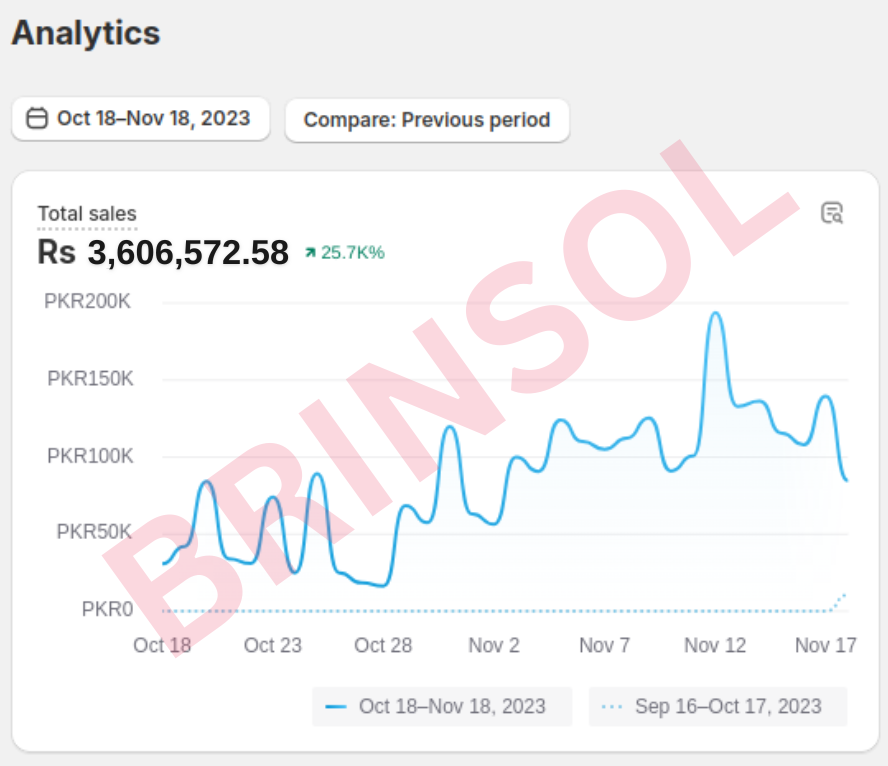 Analytics
Oct 18–Nov 18, 2023
Compare: Previous period
Total sales
Rs 3,606,572.58 25.7K%
PKR200K
PKR150K
PKR100K
PKR50K
PKR0
Oct 18 Oct 23 Oct 28 Nov 2 Nov 7 Nov 12 Nov 17
Oct 18–Nov 18, 2023 Sep 16–Oct 17, 2023
BRINSOL